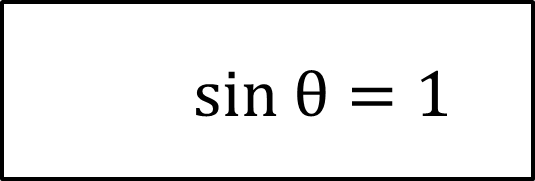 sin θ = 1